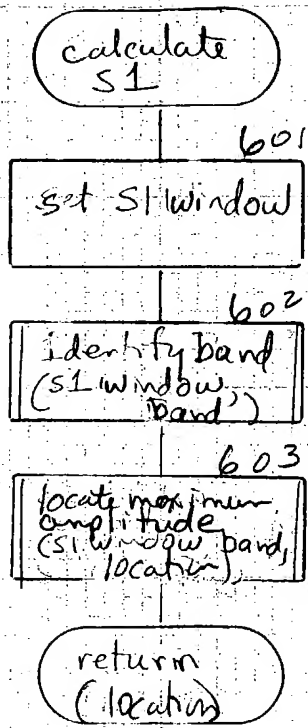 calculate
S1
601
set S1 window
602
identify band
(S1 window,
band)
603
locate maximum
amplitude
(S1 window band,
location)
return
(location)